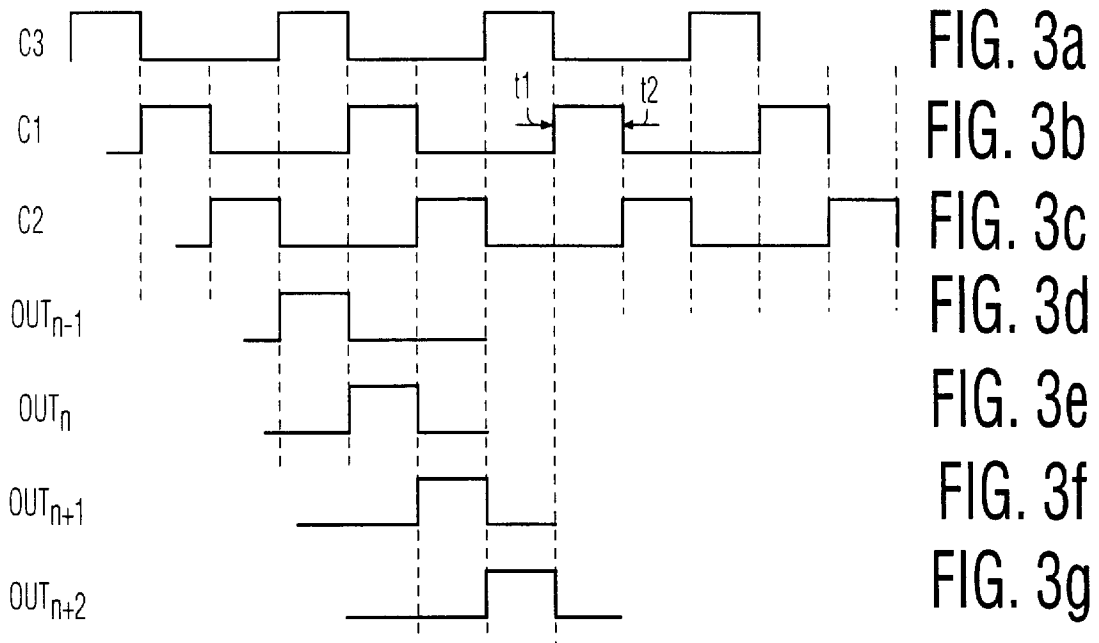 C3 FIG. 3a
t1 t2
C1 FIG. 3b
C2 FIG. 3c
OUTn-1 FIG. 3d
OUTn FIG. 3e
OUTn+1 FIG. 3f
OUTn+2 FIG. 3g